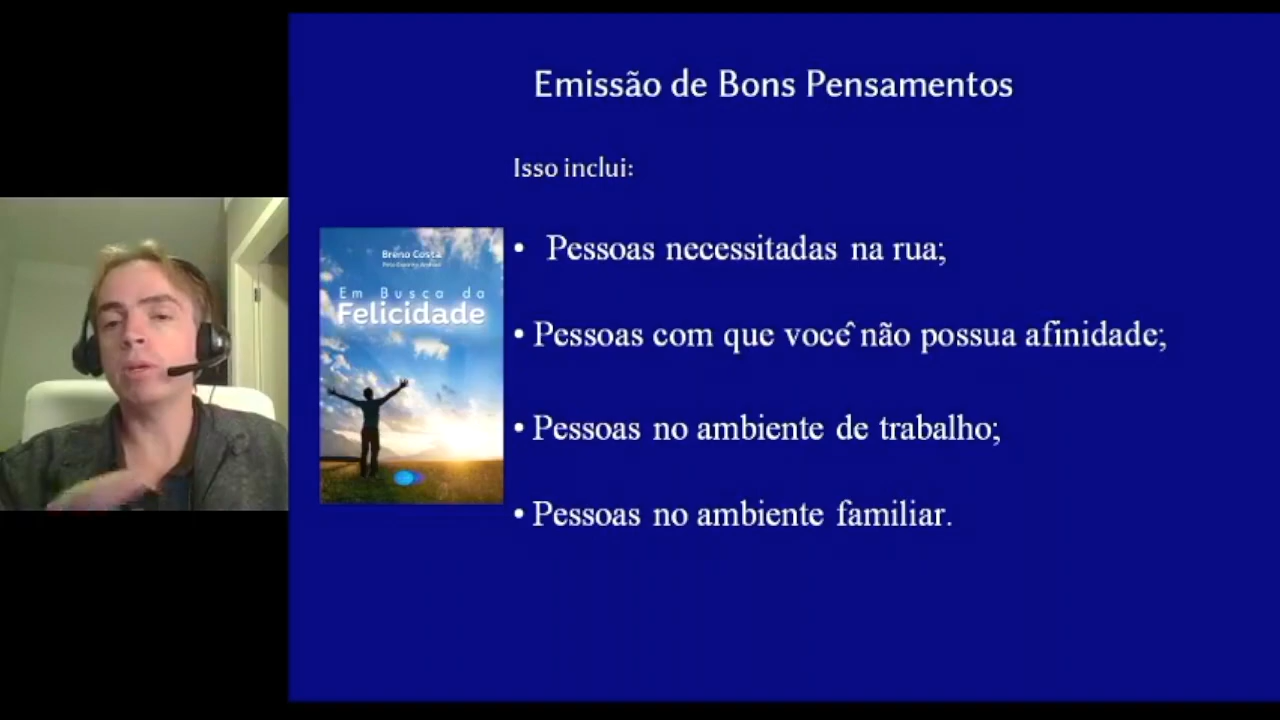 Emissão de Bons Pensamentos
Isso inclui:
Breno Costa
Em Busca da
Felicidade
• Pessoas necessitadas na rua;
• Pessoas com que você não possua afinidade;
• Pessoas no ambiente de trabalho;
• Pessoas no ambiente familiar.